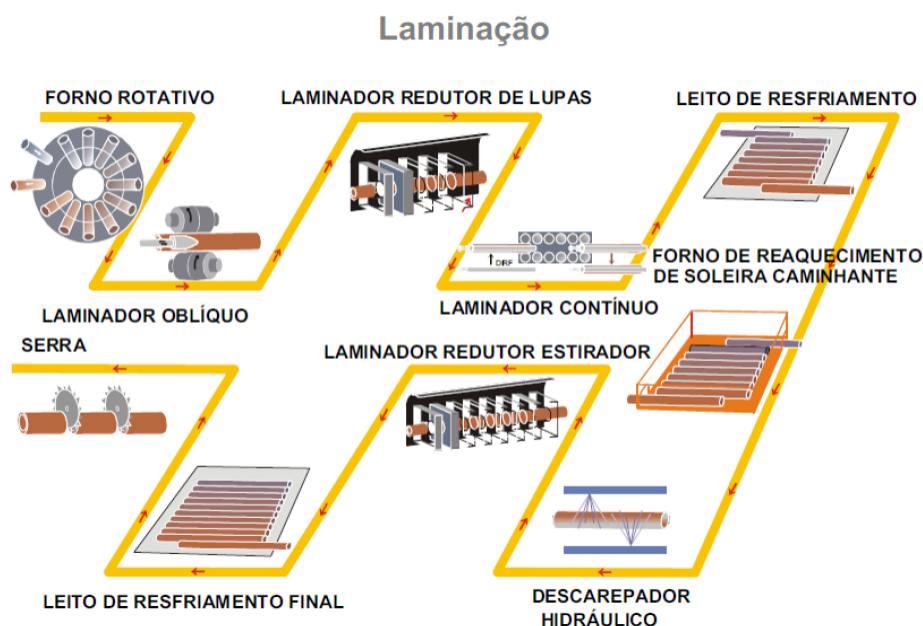 Laminação
FORNO ROTATIVO
LAMINADOR REDUTOR DE LUPAS
LEITO DE RESFRIAMENTO
DIRF
FORNO DE REAQUECIMENTO
DE SOLEIRA CAMINHANTE
LAMINADOR OBLÍQUO
LAMINADOR CONTÍNUO
SERRA
LAMINADOR REDUTOR ESTIRADOR
LEITO DE RESFRIAMENTO FINAL
DESCAREPADOR
HIDRÁULICO